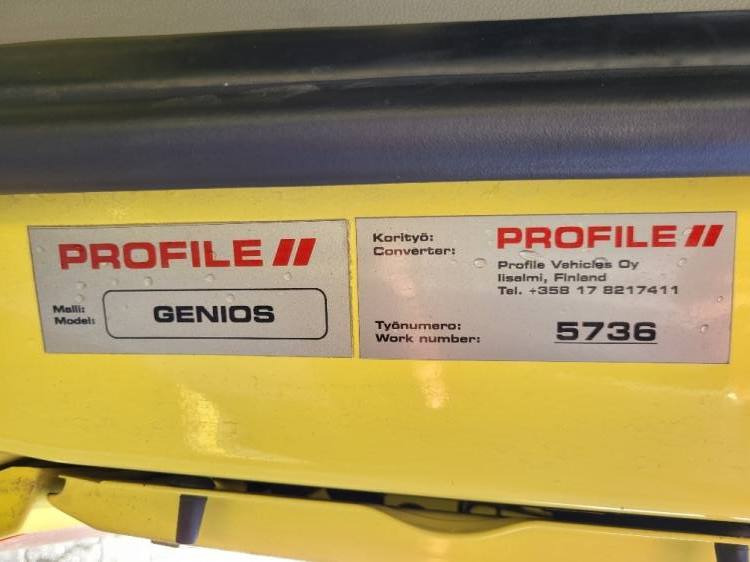 PROFILE
Malli:
Model:
GENIOS
Korityö:
Converter:
PROFILE
Profile Vehicles Oy
Iisalmi, Finland
Tel. +358 17 8217411
Työnumero:
Work number:
5736